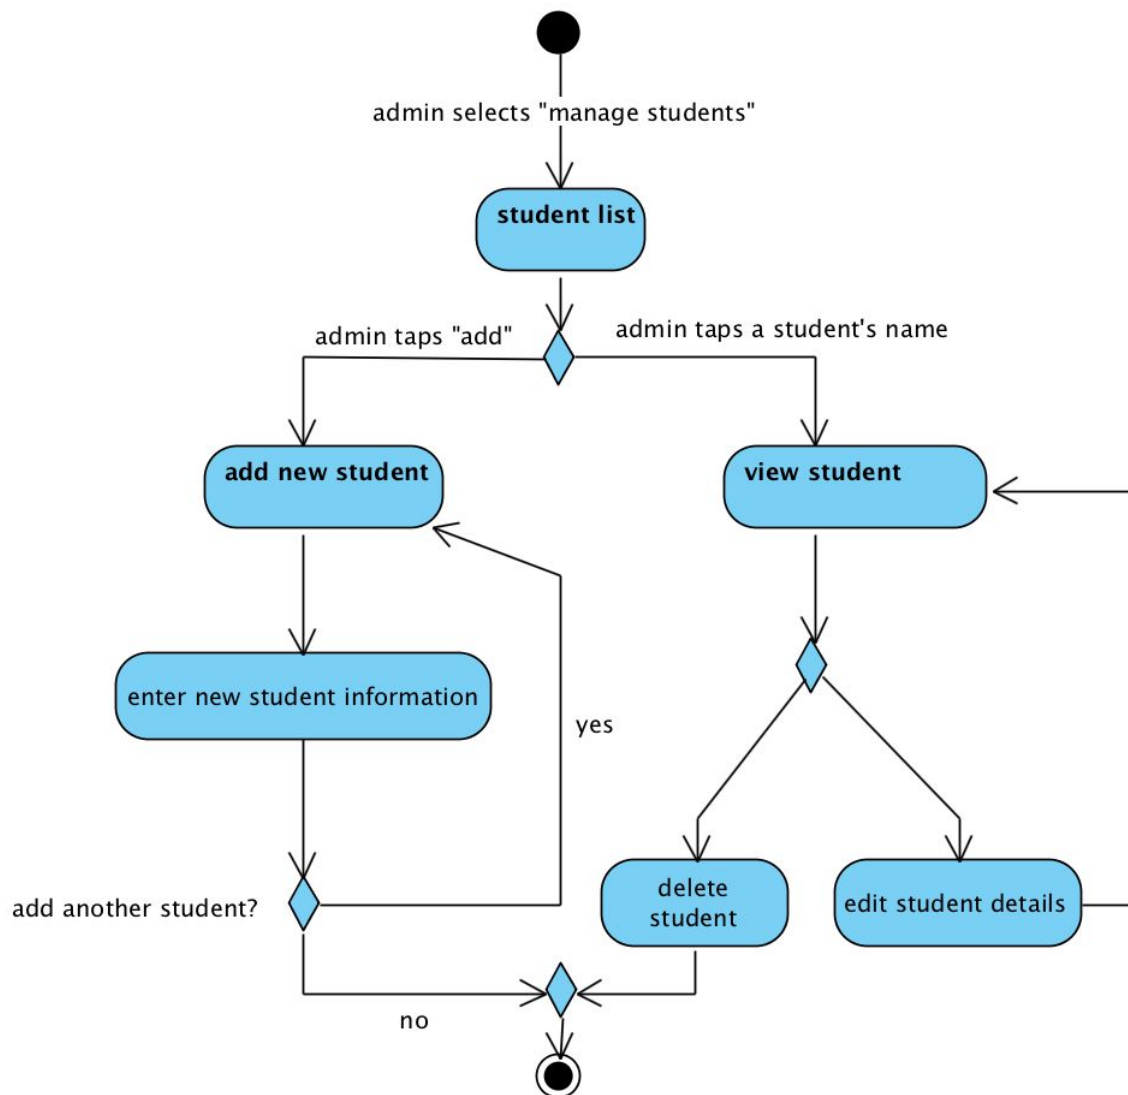 admin selects "manage students"
student list
admin taps "add"
admin taps a student's name
add new student
view student
enter new student information
yes
add another student?
delete
student
edit student details
no